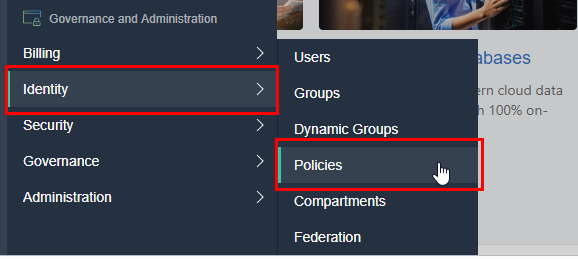 Governance and Administration
Billing
Identity
Security
Governance
Administration
Users
Groups
Dynamic Groups
Policies
Compartments
Federation
abases
ern cloud data
h 100% on-